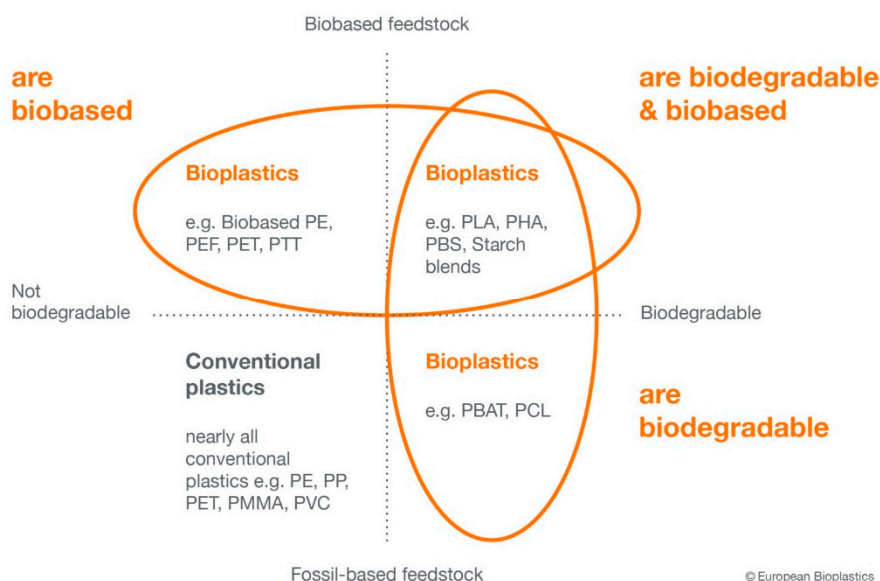 Biobased feedstock
are
biobased
are biodegradable
& biobased
Bioplastics
e.g. Biobased PE,
PEF, PET, PTT
Bioplastics
e.g. PLA, PHA,
PBS, Starch
blends
Not
biodegradable
Biodegradable
Conventional
plastics
nearly all
conventional
plastics e.g. PE, PP,
PET, PMMA, PVC
Bioplastics
e.g. PBAT, PCL
are
biodegradable
Fossil-based feedstock
© European Bioplastics